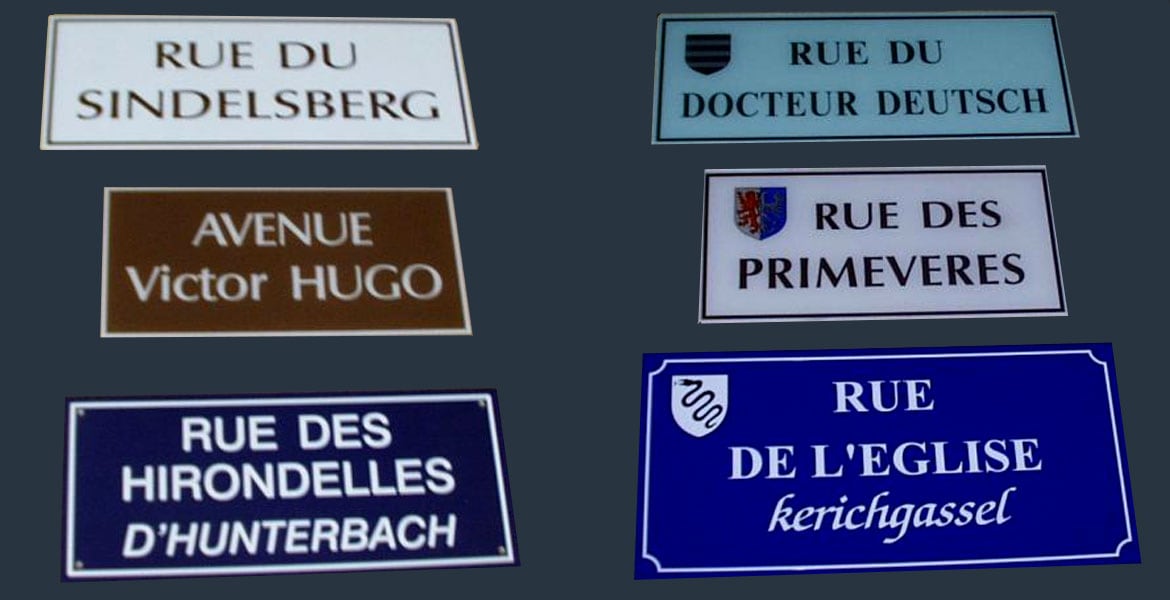 RUE DU
SINDELSBERG
AVENUE
Victor HUGO
RUE DES
HIRONDELLES
D'HUNTERBACH
RUE DU
DOCTEUR DEUTSCH
RUE DES
PRIMEVERES
RUE
DE L'EGLISE
kerichgassel